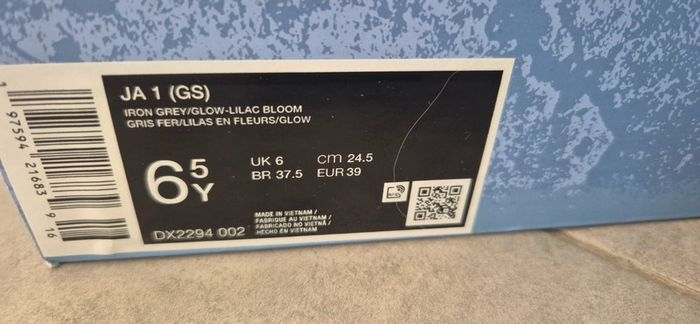 JA 1 (GS)
IRON GREY/GLOW-LILAC BLOOM
GRIS FER/LILAS EN FLEURS/GLOW
6 5 Y
UK 6 cm 24.5
BR 37.5 EUR 39
MADE IN VIETNAM /
FABRIQUE AU VIETNAM /
FABRICADO NO VIETNÃ /
HECHO EN VIETNAM
DX2294 002
1 97594 21683 9 16